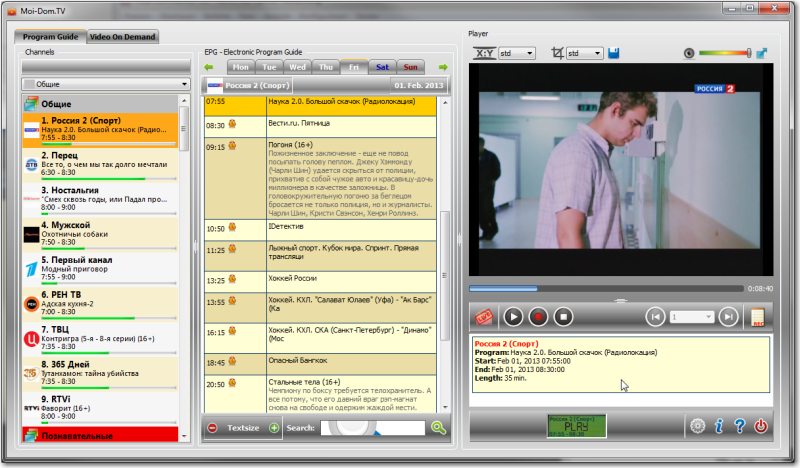 Moi-Dom.TV
Program Guide
Video On Demand
Channels
Общие
Общие
1. Россия 2 (Спорт)
Наука 2.0. Большой скачок (Радио...
7:55 - 8:30
2. Перец
Все то, о чем мы так долго мечтали
6:30 - 8:30
3. Ностальгия
"Смех сквозь годы, или Падал про...
8:00 - 9:00
4. Мужской
Охотничьи собаки
7:50 - 8:30
5. Первый канал
Модный приговор
7:55 - 9:00
6. РЕН ТВ
Адская кухня-2
7:00 - 8:30
7. ТВЦ
Контригра (5-я - 8-я серии) (16+)
7:35 - 8:30
8. 365 Дней
Тутанхамон: тайна убийства
7:35 - 8:30
9. RTVi
Фаворит (16+)
8:00 - 9:00
Познавательные
EPG - Electronic Program Guide
Mon
Tue
Wed
Thu
Fri
Sat
Sun
Россия 2 (Спорт)
01. Feb. 2013
07:55
Наука 2.0. Большой скачок (Радиолокация)
08:30
Вести.ru. Пятница
09:15
Погоня (16+)
Пожизненное заключение - еще не повод
посыпать голову пеплом. Джеку Хэммонду
(Чарли Шин) удается скрыться от полиции,
прихватив с собой чужое авто и красавицу-дочь
миллионера в качестве заложницы. В
головокружительную погоню за беглецом
бросается не только полиция, но и журналисты.
Чарли Шин, Кристи Свэнсон, Хенри Роллинз.
10:50
IDетектив
11:25
Лыжный спорт. Кубок мира. Спринт. Прямая
трансляци
13:25
Хоккей России
13:55
Хоккей. КХЛ. "Салават Юлаев" (Уфа) - "Ак Барс"
(Ка
16:15
Хоккей. КХЛ. СКА (Санкт-Петербург) - "Динамо"
(Мос
18:45
Опасный Бангкок
20:50
Стальные тела (16+)
Чемпиону по боксу требуется телохранитель. А
все потому, что его давний враг рэп-магнат
снова на свободе и одержим жаждой мести.
Textsize
Search:
Player
X:Y
std
std
РОССИЯ 2
0:08:40
1
REC
Россия 2 (Спорт)
Program: Наука 2.0. Большой скачок (Радиолокация)
Start: Feb 01, 2013 07:55:00
End: Feb 01, 2013 08:30:00
Length: 35 min.
Россия 2 (Спорт)
PLAY
07:55 - 08:30